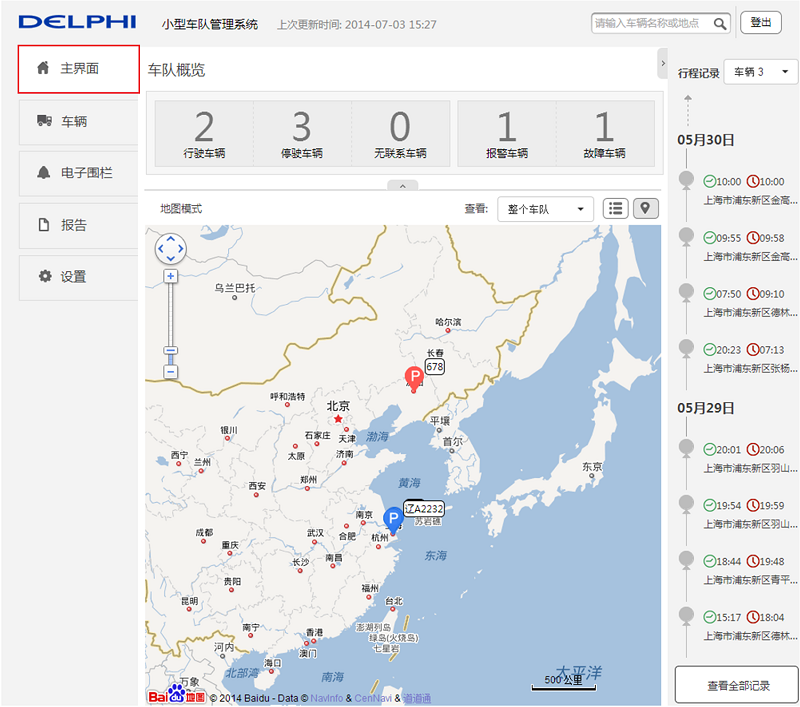 DELPHI
小型车队管理系统
上次更新时间: 2014-07-03 15:27
请输入车辆名称或地点
登出
主界面
车辆
电子围栏
报告
设置
车队概览
2
行驶车辆
3
停驶车辆
0
无联系车辆
1
报警车辆
1
故障车辆
地图模式
查看:
整个车队
乌兰巴托
哈尔滨
长春
678
P
呼和浩特
北京
平壤
银川
石家庄
天津
渤海
首尔
西宁
兰州
太原
济南
东京
郑州
黄海
西安
P
辽A2232
南京
苏岩礁
成都
武汉
合肥
重庆
杭州
东海
长沙
南昌
贵阳
福州
昆明
台北
南宁
香港
澎湖列岛
绿岛(火烧岛)
七星岩
河内
澳门
海口
北部湾
太平洋
万象
南海
500 公里
Bai du 地图
© 2014 Baidu - Data © NavInfo & CenNavi & 道道通
行程记录
车辆 3
05月30日
10:00 10:00
上海市浦东新区金高...
09:55 09:58
上海市浦东新区金高...
07:50 09:10
上海市浦东新区德林...
20:23 07:13
上海市浦东新区张杨...
05月29日
20:01 20:06
上海市浦东新区羽山...
19:54 19:59
上海市浦东新区羽山...
18:44 19:48
上海市浦东新区青平...
15:17 18:04
上海市浦东新区德林...
查看全部记录